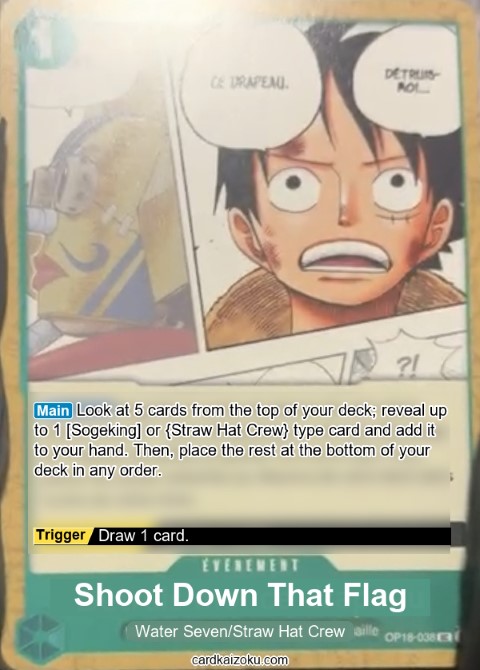 1
CE DRAPEAU.
DÉTRUIS-
MOI...
?!
Main Look at 5 cards from the top of your deck; reveal up
to 1 [Sogeking] or {Straw Hat Crew} type card and add it
to your hand. Then, place the rest at the bottom of your
deck in any order.
Trigger Draw 1 card.
ÉVÉNEMENT
Shoot Down That Flag
Water Seven/Straw Hat Crew aille OP16-038 UC
cardkaizoku.com